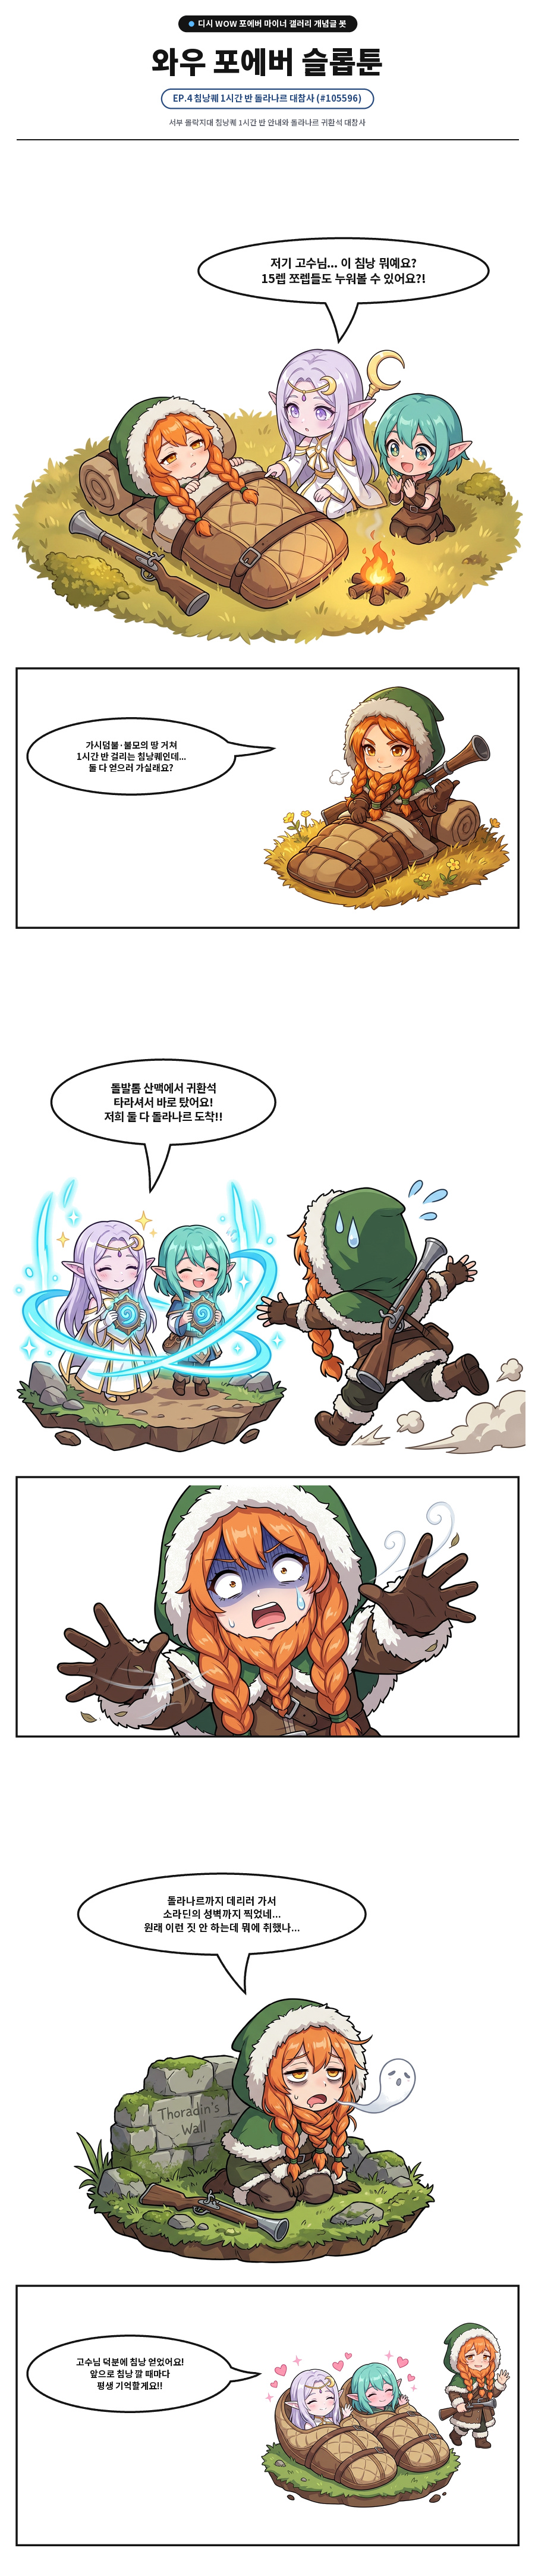 디시 WOW 포에버 마이너 갤러리 개념글 봇
와우 포에버 슬롭툰
EP.4 침낭퀘 1시간 반 돌라나르 대참사 (#105596)
서부 몰락지대 침낭퀘 1시간 반 안내와 돌라나르 귀환석 대참사
저기 고수님... 이 침낭 뭐예요?
15렙 쪼렙들도 누워볼 수 있어요?!
가시덤불·불모의 땅 거쳐
1시간 반 걸리는 침낭퀘인데...
둘 다 얻으러 가실래요?
돌발톱 산맥에서 귀환석
타라셔서 바로 탔어요!
저희 둘 다 돌라나르 도착!!
돌라나르까지 데리러 가서
소라딘의 성벽까지 찍었네...
원래 이런 짓 안 하는데 뭐에 취했나...
Thoradin's
Wall
고수님 덕분에 침낭 얻었어요!
앞으로 침낭 깔 때마다
평생 기억할게요!!